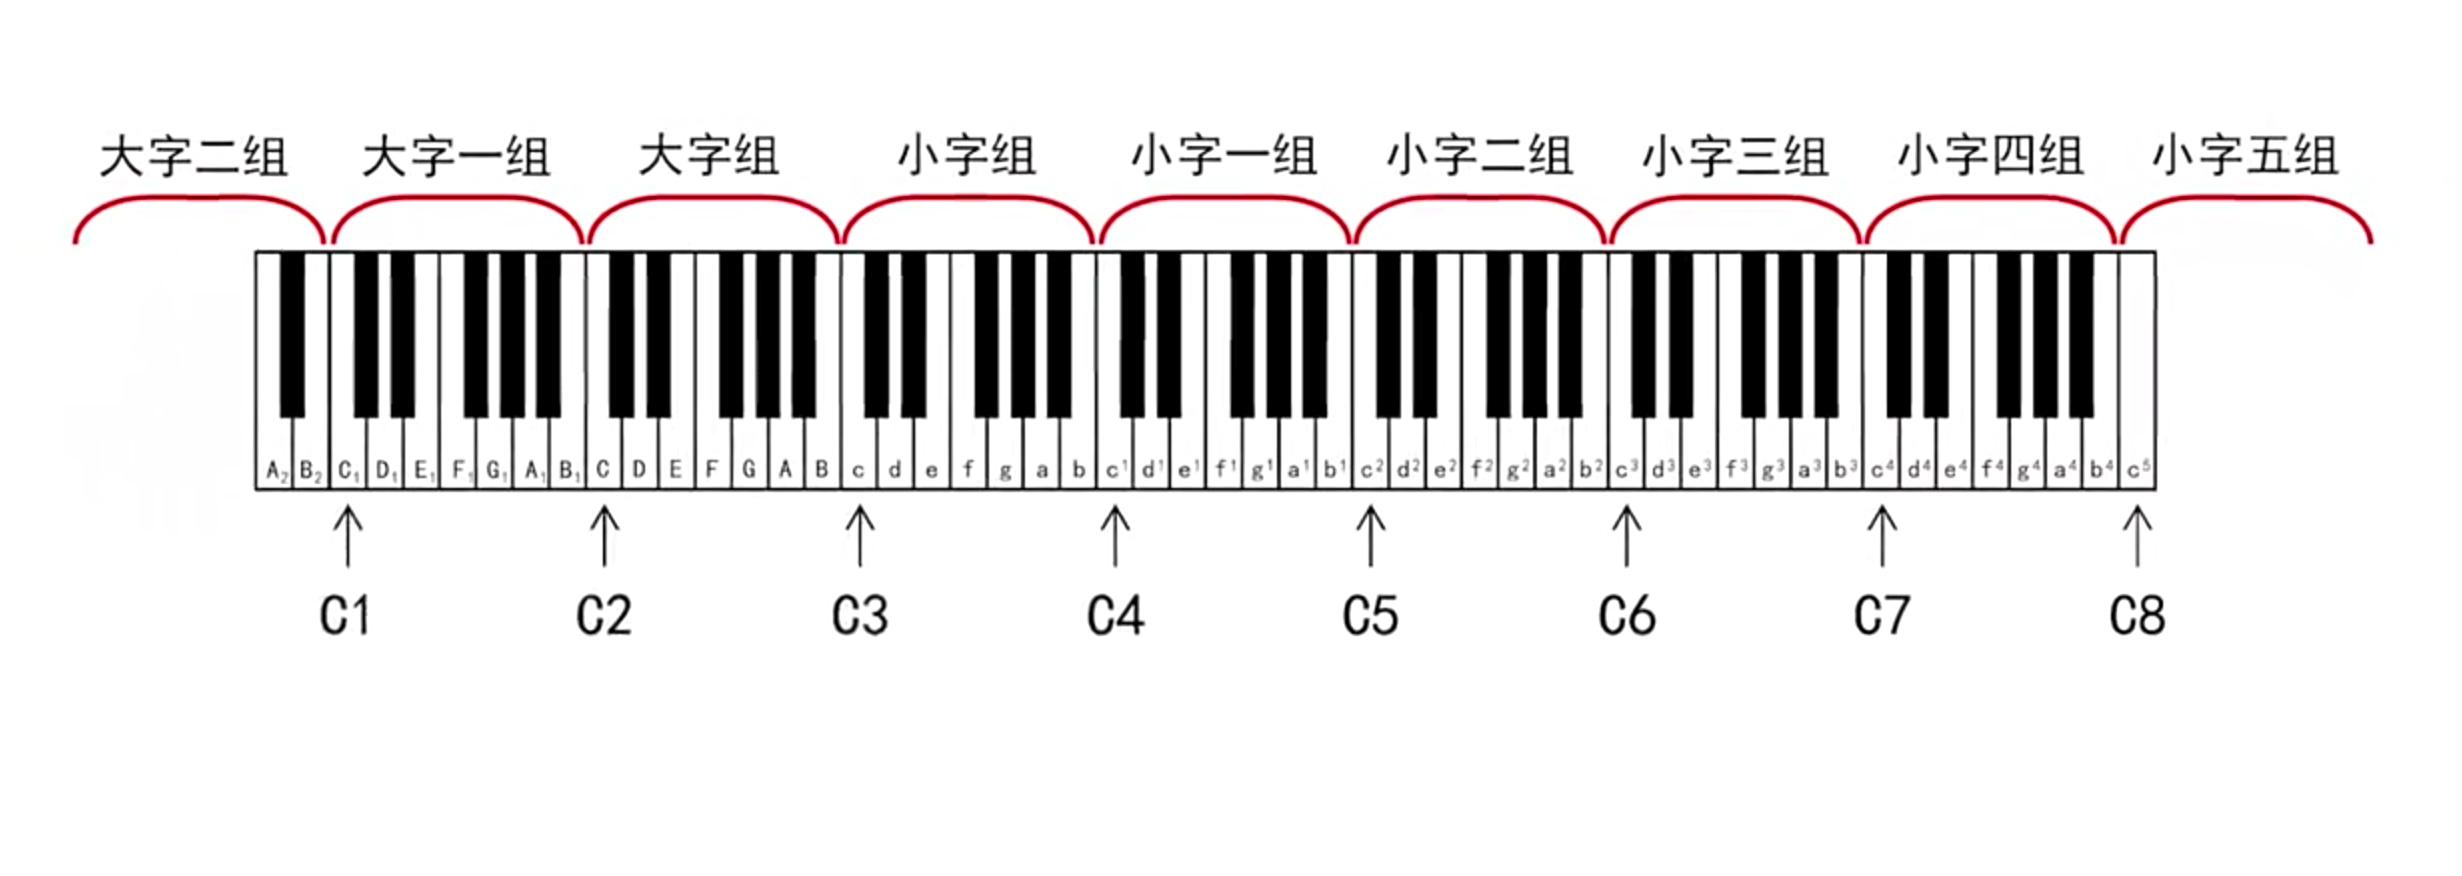 大字二组 大字一组 大字组 小字组 小字一组 小字二组 小字三组 小字四组 小字五组
A₂ B₂ C₁ D₁ E₁ F₁ G₁ A₁ B₁ C D E F G A B c d e f g a b c¹ d¹ e¹ f¹ g¹ a¹ b¹ c² d² e² f² g² a² b² c³ d³ e³ f³ g³ a³ b³ c⁴ d⁴ e⁴ f⁴ g⁴ a⁴ b⁴ c⁵
C1 C2 C3 C4 C5 C6 C7 C8